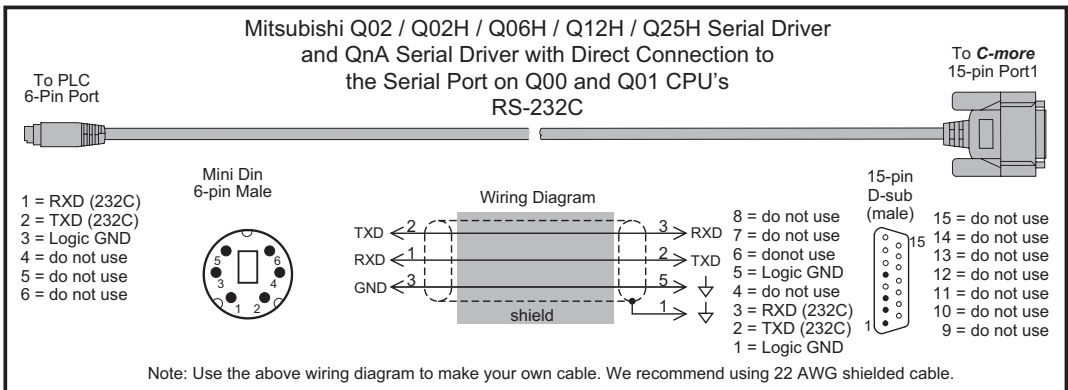 Mitsubishi Q02 / Q02H / Q06H / Q12H / Q25H Serial Driver
and QnA Serial Driver with Direct Connection to
the Serial Port on Q00 and Q01 CPU's
RS-232C
To PLC
6-Pin Port
To C-more
15-pin Port1
1 = RXD (232C)
2 = TXD (232C)
3 = Logic GND
4 = do not use
5 = do not use
6 = do not use
Mini Din
6-pin Male
5 6
3 4
1 2
Wiring Diagram
TXD 2 3 RXD
RXD 1 2 TXD
GND 3 5
1
shield
8 = do not use
7 = do not use
6 = donot use
5 = Logic GND
4 = do not use
3 = RXD (232C)
2 = TXD (232C)
1 = Logic GND
15-pin
D-sub
(male)
15
1
15 = do not use
14 = do not use
13 = do not use
12 = do not use
11 = do not use
10 = do not use
9 = do not use
Note: Use the above wiring diagram to make your own cable. We recommend using 22 AWG shielded cable.